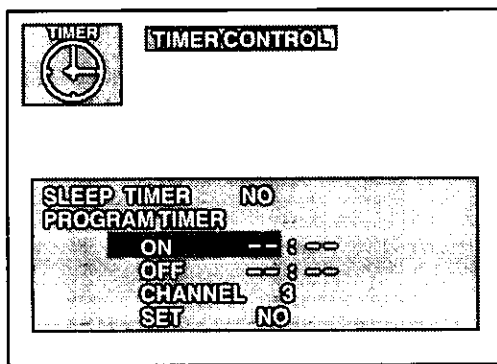 TIMER
TIMER CONTROL
SLEEP TIMER NO
PROGRAM TIMER
ON -- : --
OFF -- : --
CHANNEL 3
SET NO